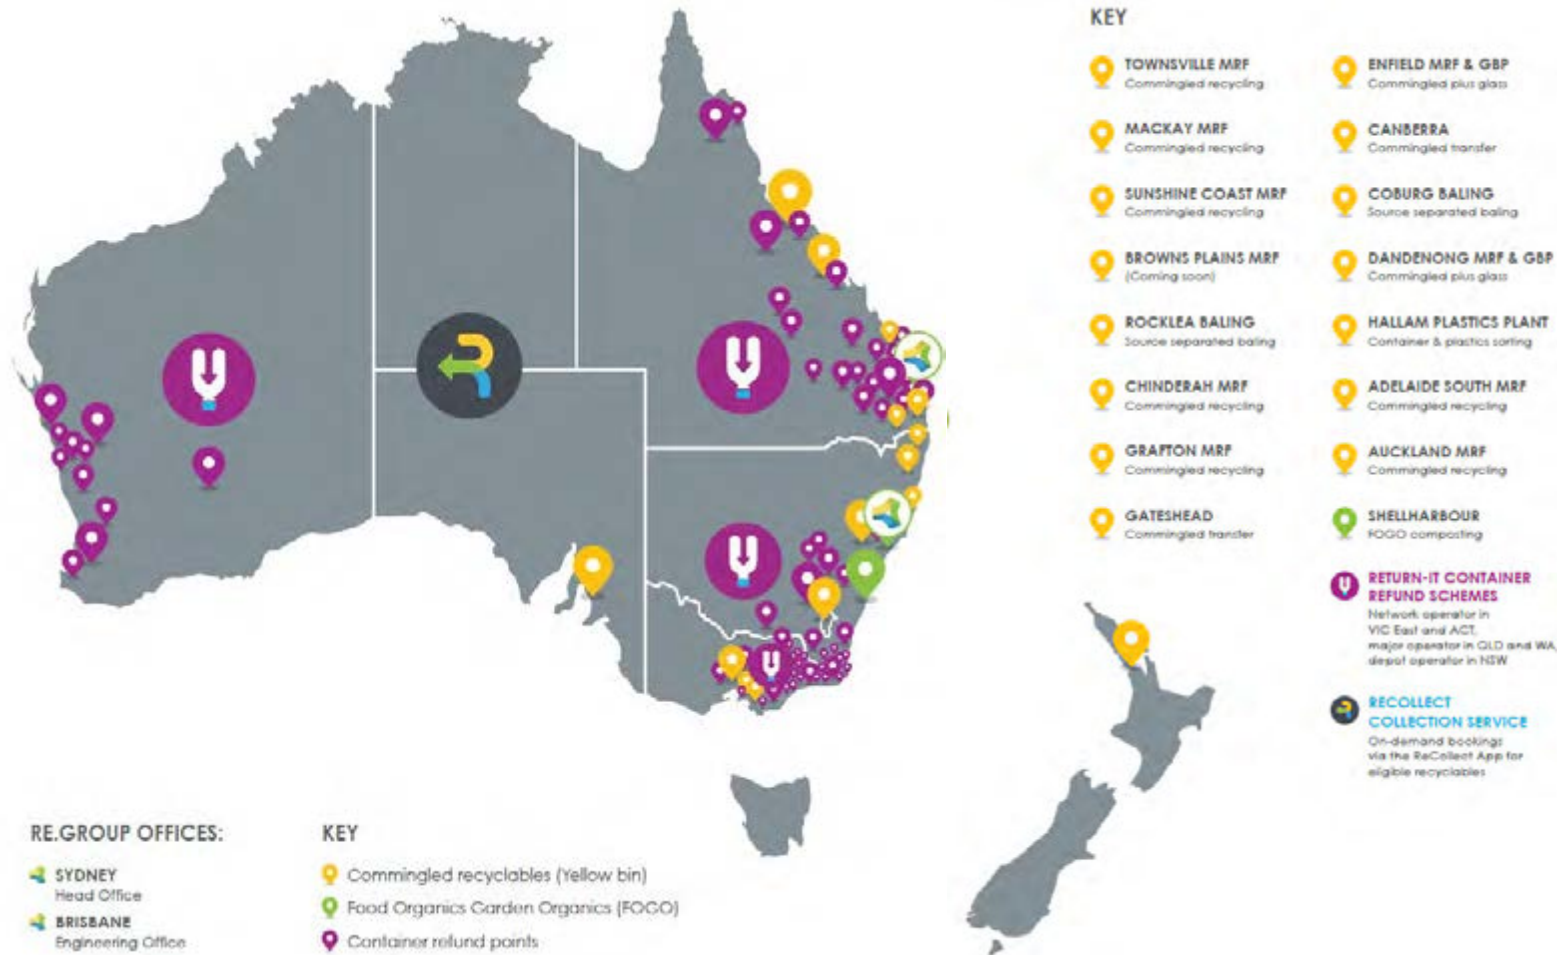 KEY
TOWNSVILLE MRF
Commingled recycling
MACKAY MRF
Commingled recycling
SUNSHINE COAST MRF
Commingled recycling
BROWNS PLAINS MRF
(Coming soon)
ROCKLEA BALING
Source separated baling
CHINDERAH MRF
Commingled recycling
GRAFTON MRF
Commingled recycling
GATESHEAD
Commingled transfer
ENFIELD MRF & GBP
Commingled plus glass
CANBERRA
Commingled transfer
COBURG BALING
Source separated baling
DANDENONG MRF & GBP
Commingled plus glass
HALLAM PLASTICS PLANT
Container & plastics sorting
ADELAIDE SOUTH MRF
Commingled recycling
AUCKLAND MRF
Commingled recycling
SHELLHARBOUR
FOGO composting
RETURN-IT CONTAINER
REFUND SCHEMES
Network operator in
VIC East and ACT,
major operator in QLD and WA,
depot operator in NSW
RECOLLECT
COLLECTION SERVICE
On-demand bookings
via the ReCollect App for
eligible recyclables
RE.GROUP OFFICES:
SYDNEY
Head Office
BRISBANE
Engineering Office
KEY
Commingled recyclables (Yellow bin)
Food Organics Garden Organics (FOGO)
Container refund points